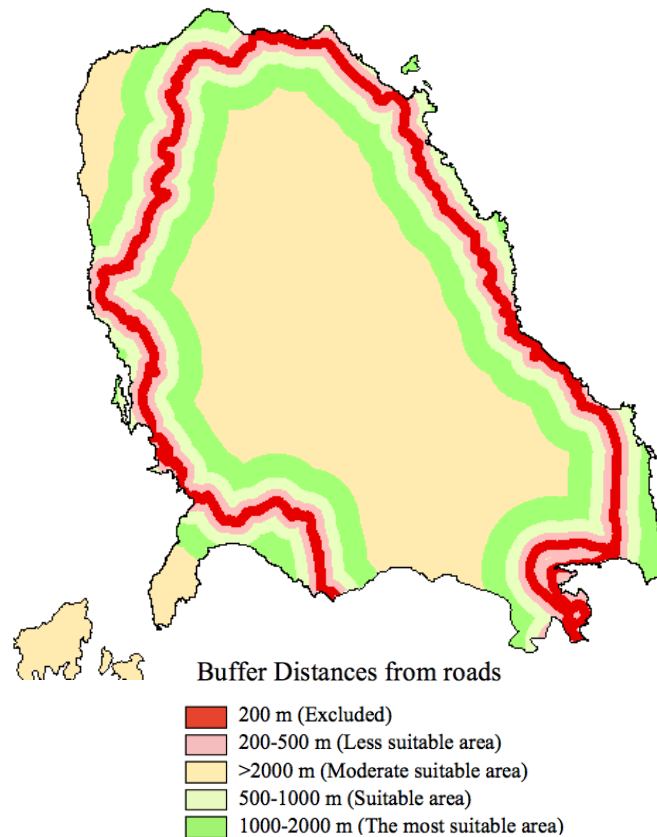 Buffer Distances from roads
200 m (Excluded)
200-500 m (Less suitable area)
>2000 m (Moderate suitable area)
500-1000 m (Suitable area)
1000-2000 m (The most suitable area)